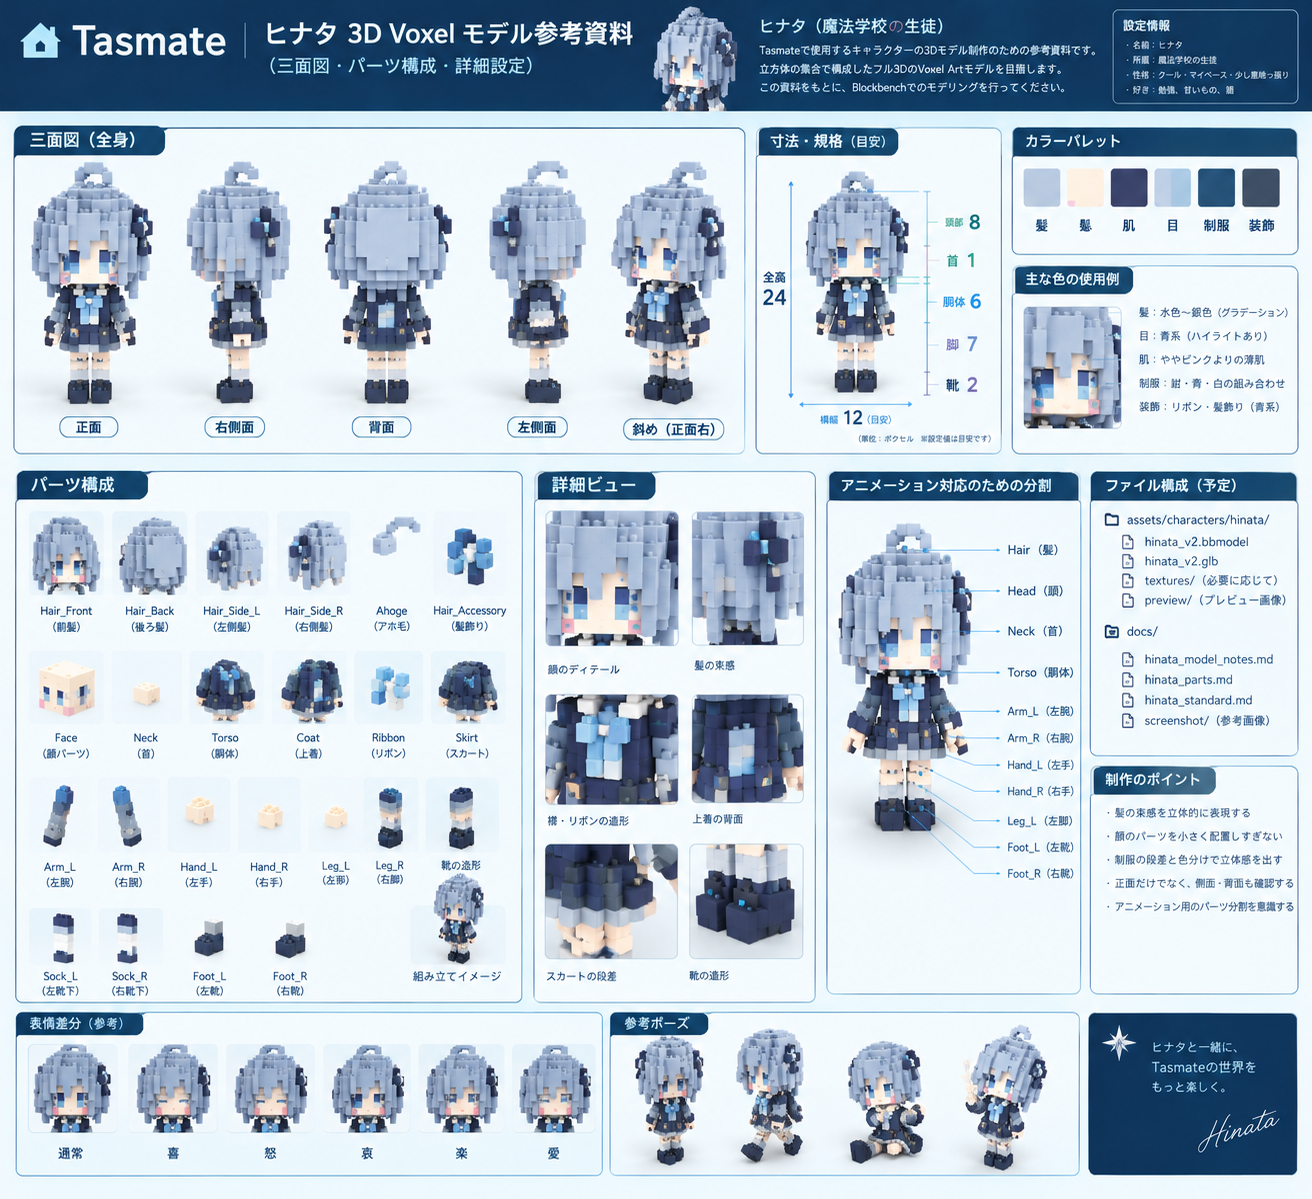 Tasmate
ヒナタ 3D Voxel モデル参考資料
（三面図・パーツ構成・詳細設定）
ヒナタ（魔法学校の生徒）
Tasmateで使用するキャラクターの3Dモデル制作のための参考資料です。
立方体の集合で構成したフル3DのVoxel Artモデルを目指します。
この資料をもとに、Blockbenchでのモデリングを行ってください。
設定情報
・名前：ヒナタ
・所属：魔法学校の生徒
・性格：クール・マイペース・少し意地っ張り
・好き：勉強、甘いもの、
三面図（全身）
正面
右側面
背面
左側面
斜め（正面右）
寸法・規格（目安）
全高
24
頭部 8
首 1
胴体 6
脚 7
靴 2
横幅 12（目安）
（単位：ボクセル ※設定値は目安です）
カラーパレット
髪
肌
目
制服
装飾
主な色の使用例
髪：水色～銀色（グラデーション）
目：青系（ハイライトあり）
肌：ややピンクよりの薄肌
制服：紺・青・白の組み合わせ
装飾：リボン・髪飾り（青系）
パーツ構成
Hair_Front
（前髪）
Hair_Back
（後ろ髪）
Hair_Side_L
（左側髪）
Hair_Side_R
（右側髪）
Ahoge
（アホ毛）
Hair_Accessory
（髪飾り）
Face
（顔パーツ）
Neck
（首）
Torso
（胴体）
Coat
（上着）
Ribbon
（リボン）
Skirt
（スカート）
Arm_L
（左腕）
Arm_R
（右腕）
Hand_L
（左手）
Hand_R
（右手）
Leg_L
（左脚）
Leg_R
（右脚）
靴の造形
Sock_L
（左靴下）
Sock_R
（右靴下）
Foot_L
（左靴）
Foot_R
（右靴）
組み立てイメージ
詳細ビュー
顔のディテール
髪の束感
襟・リボンの造形
上着の背面
スカートの段差
靴の造形
アニメーション対応のための分割
Hair（髪）
Head（頭）
Neck（首）
Torso（胴体）
Arm_L（左腕）
Arm_R（右腕）
Hand_L（左手）
Hand_R（右手）
Leg_L（左脚）
Foot_L（左靴）
Foot_R（右靴）
ファイル構成（予定）
assets/characters/hinata/
hinata_v2.bbmodel
hinata_v2.glb
textures/（必要に応じて）
preview/（プレビュー画像）
docs/
hinata_model_notes.md
hinata_parts.md
hinata_standard.md
screenshot/（参考画像）
制作のポイント
・髪の束感を立体的に表現する
・顔のパーツを小さく配置しすぎない
・制服の段差と色分けで立体感を出す
・正面だけでなく、側面・背面も確認する
・アニメーション用のパーツ分割を意識する
表情差分（参考）
通常
喜
怒
哀
楽
愛
参考ポーズ
ヒナタと一緒に、
Tasmateの世界を
もっと楽しく。
Hinata